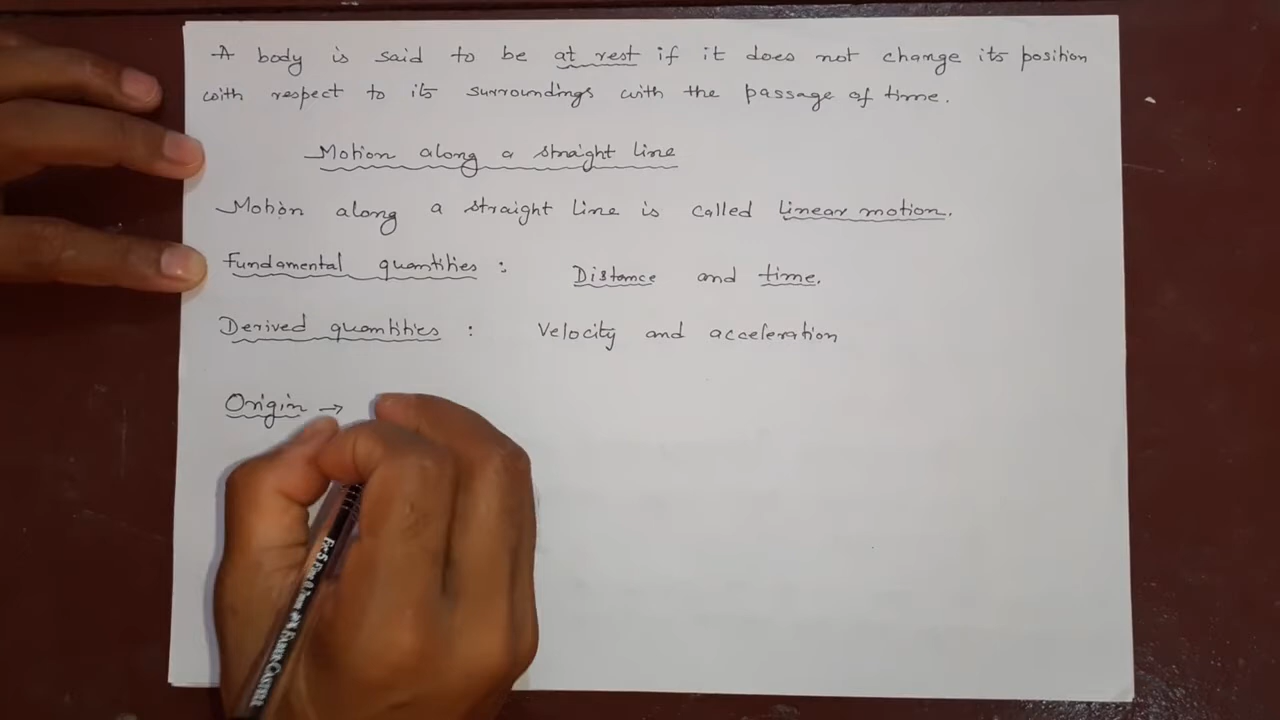 A body is said to be at rest if it does not change its position
with respect to its surroundings with the passage of time.
Motion along a straight line
Motion along a straight line is called linear motion.
Fundamental quantities : Distance and time.
Derived quantities : Velocity and acceleration
Origin →
FABER CASTELL